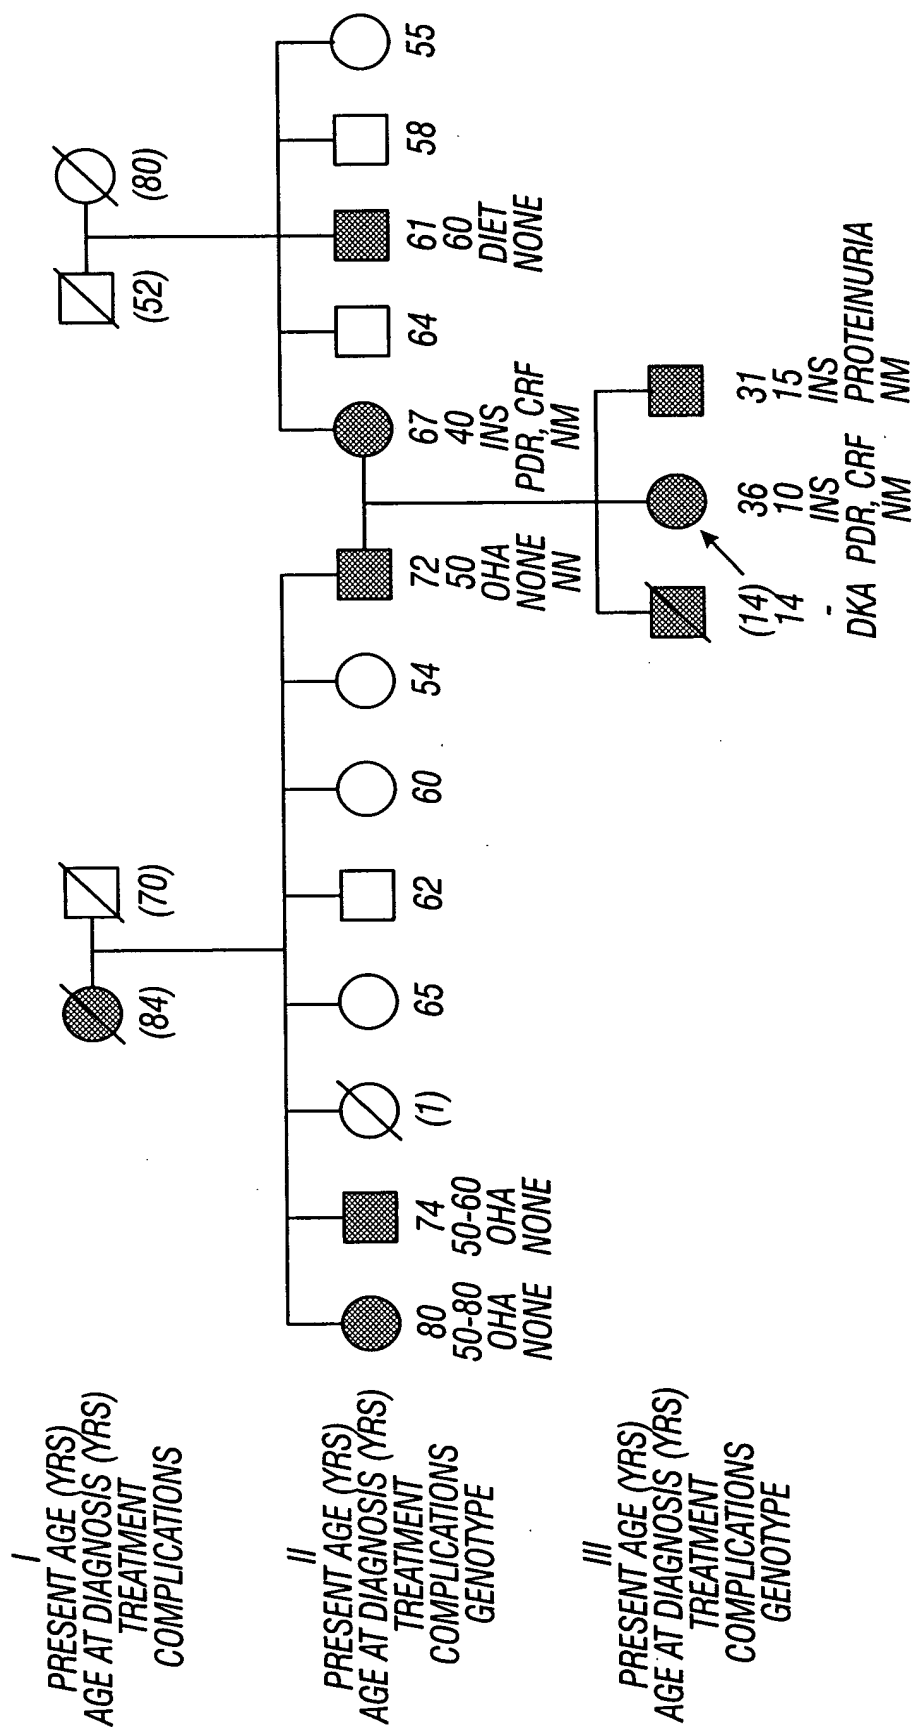 I
PRESENT AGE (YRS)
AGE AT DIAGNOSIS (YRS)
TREATMENT
COMPLICATIONS
(84)
(70)
(52)
(80)
II
PRESENT AGE (YRS)
AGE AT DIAGNOSIS (YRS)
TREATMENT
COMPLICATIONS
GENOTYPE
80
50-80
OHA
NONE
74
50-60
OHA
NONE
(1)
65
62
60
54
72
50
OHA
NONE
NN
67
40
INS
PDR, CRF
NM
64
61
60
DIET
NONE
58
55
III
PRESENT AGE (YRS)
AGE AT DIAGNOSIS (YRS)
TREATMENT
COMPLICATIONS
GENOTYPE
(14)
14
-
DKA
36
10
INS
PDR, CRF
NM
31
15
INS
PROTEINURIA
NM